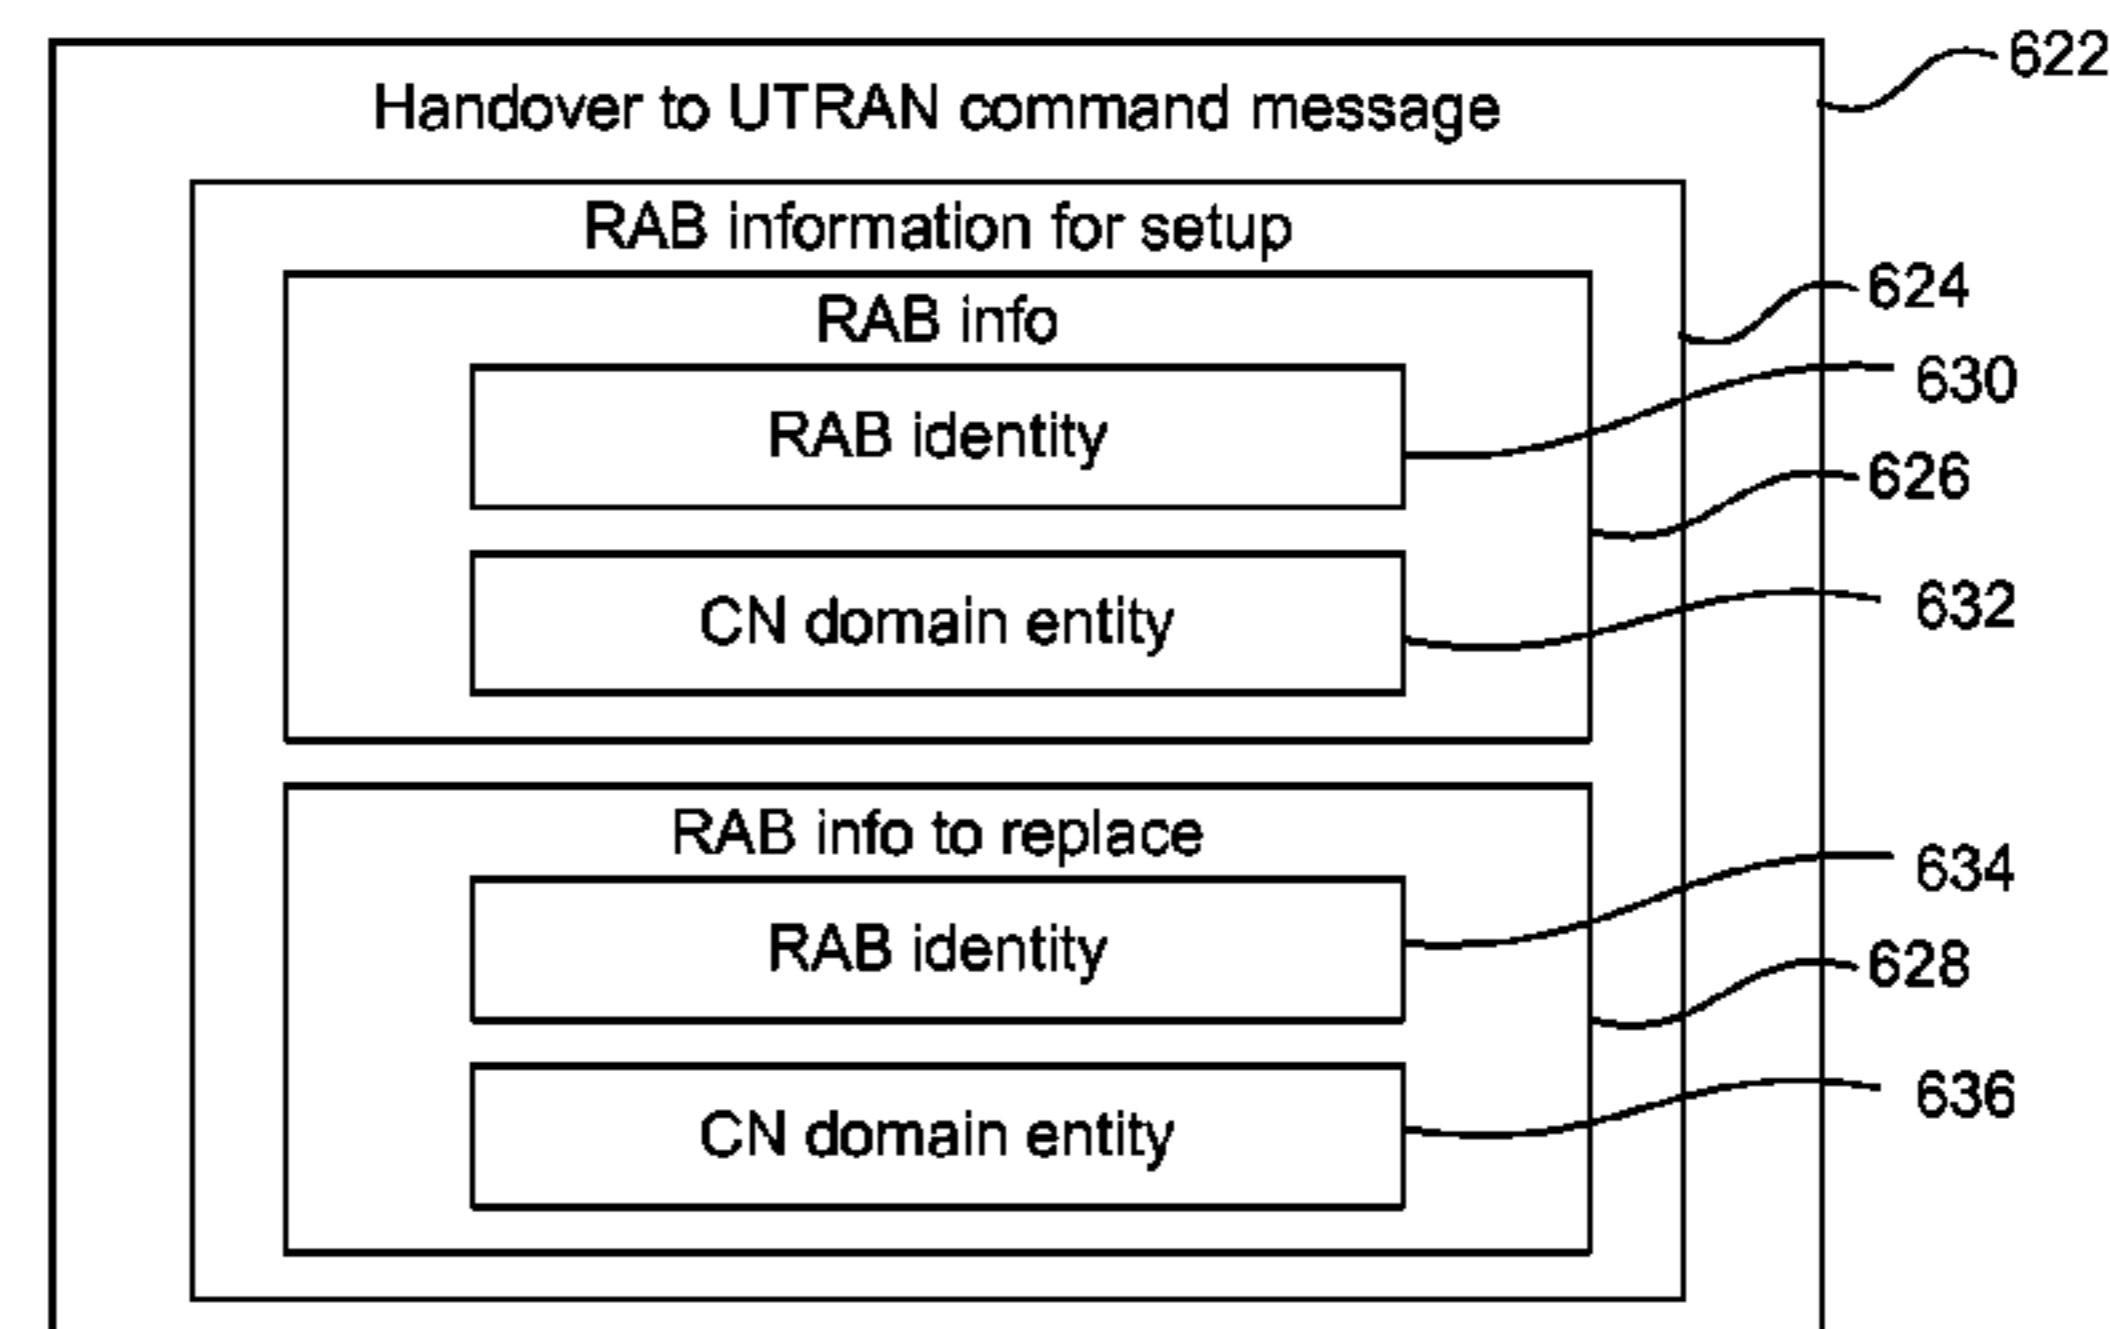 622
Handover to UTRAN command message
RAB information for setup
624
RAB info
630
RAB identity
626
632
CN domain entity
RAB info to replace
634
RAB identity
628
636
CN domain entity